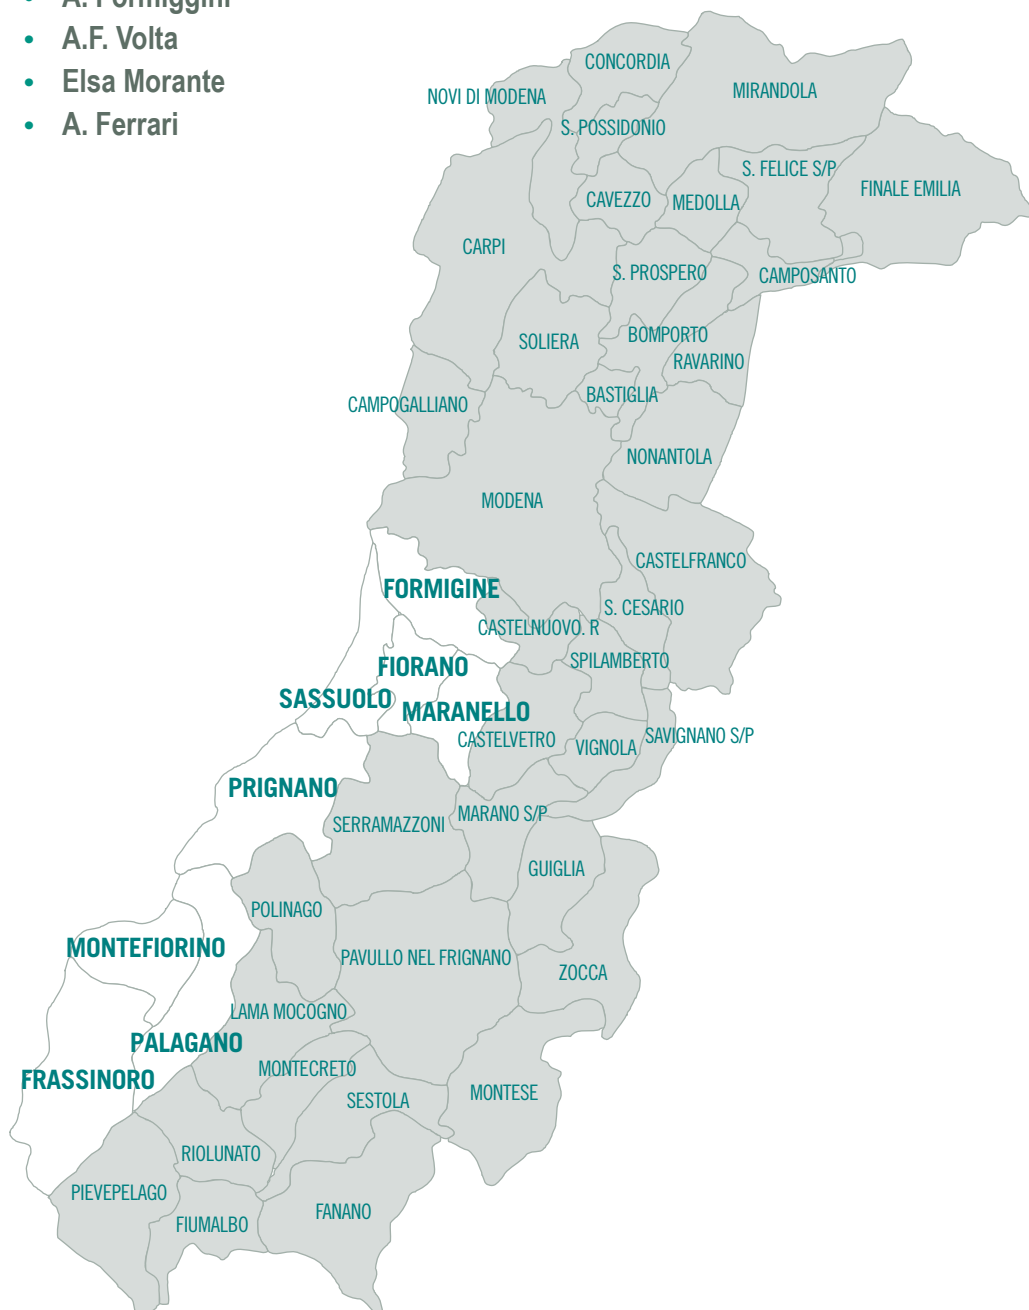 A. Formiggini
A.F. Volta
Elsa Morante
A. Ferrari
CONCORDIA
MIRANDOLA
NOVI DI MODENA
S. POSSIDONIO
S. FELICE S/P
FINALE EMILIA
CAVEZZO
MEDOLLA
CARPI
S. PROSPERO
CAMPOSANTO
SOLIERA
BOMPORTO
RAVARINO
CAMPOGALLIANO
BASTIGLIA
NONANTOLA
MODENA
CASTELFRANCO
FORMIGINE
S. CESARIO
CASTELNUOVO. R
FIORANO
SPILAMBERTO
SASSUOLO
MARANELLO
CASTELVETRO
VIGNOLA
SAVIGNANO S/P
PRIGNANO
MARANO S/P
SERRAMAZZONI
GUIGLIA
POLINAGO
MONTEFIORINO
PAVULLO NEL FRIGNANO
ZOCCA
LAMA MOCOGNO
PALAGANO
MONTECRETO
FRASSINORO
SESTOLA
MONTESE
RIOLUNATO
PIEVEPELAGO
FIUMALBO
FANANO